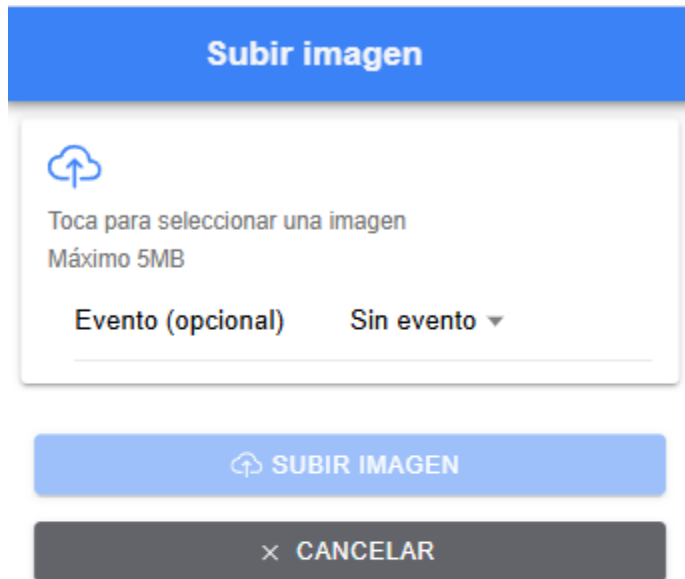 Subir imagen
Toca para seleccionar una imagen
Máximo 5MB
Evento (opcional) Sin evento
SUBIR IMAGEN
CANCELAR